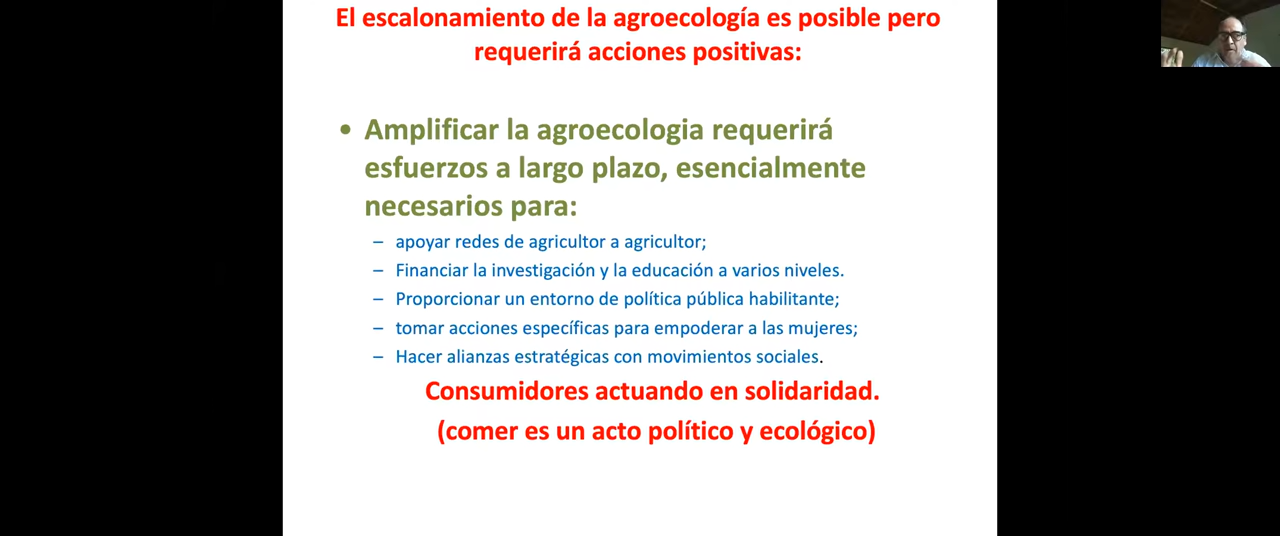 El escalonamiento de la agroecología es posible pero
requerirá acciones positivas:
• Amplificar la agroecologia requerirá
esfuerzos a largo plazo, esencialmente
necesarios para:
– apoyar redes de agricultor a agricultor;
– Financiar la investigación y la educación a varios niveles.
– Proporcionar un entorno de política pública habilitante;
– tomar acciones específicas para empoderar a las mujeres;
– Hacer alianzas estratégicas con movimientos sociales.
Consumidores actuando en solidaridad.
(comer es un acto político y ecológico)